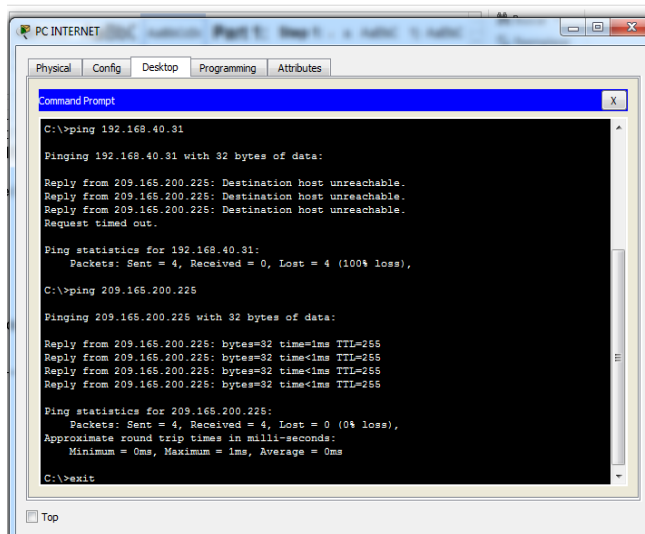 PC INTERNET
Part 1: Step 1:
Physical Config Desktop Programming Attributes
Command Prompt X
C:\>ping 192.168.40.31
Pinging 192.168.40.31 with 32 bytes of data:
Reply from 209.165.200.225: Destination host unreachable.
Reply from 209.165.200.225: Destination host unreachable.
Reply from 209.165.200.225: Destination host unreachable.
Request timed out.
Ping statistics for 192.168.40.31:
Packets: Sent = 4, Received = 0, Lost = 4 (100% loss),
C:\>ping 209.165.200.225
Pinging 209.165.200.225 with 32 bytes of data:
Reply from 209.165.200.225: bytes=32 time=1ms TTL=255
Reply from 209.165.200.225: bytes=32 time<1ms TTL=255
Reply from 209.165.200.225: bytes=32 time<1ms TTL=255
Reply from 209.165.200.225: bytes=32 time<1ms TTL=255
Ping statistics for 209.165.200.225:
Packets: Sent = 4, Received = 4, Lost = 0 (0% loss),
Approximate round trip times in milli-seconds:
Minimum = 0ms, Maximum = 1ms, Average = 0ms
C:\>exit
Top